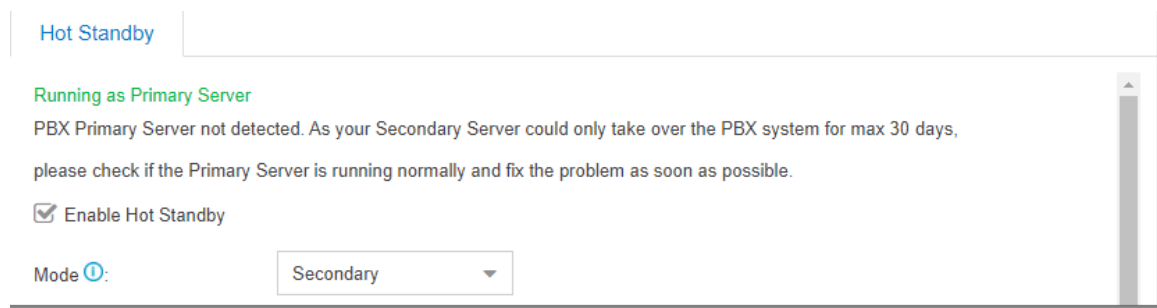 Hot Standby
Running as Primary Server
PBX Primary Server not detected. As your Secondary Server could only take over the PBX system for max 30 days,
please check if the Primary Server is running normally and fix the problem as soon as possible.
Enable Hot Standby
Mode : Secondary